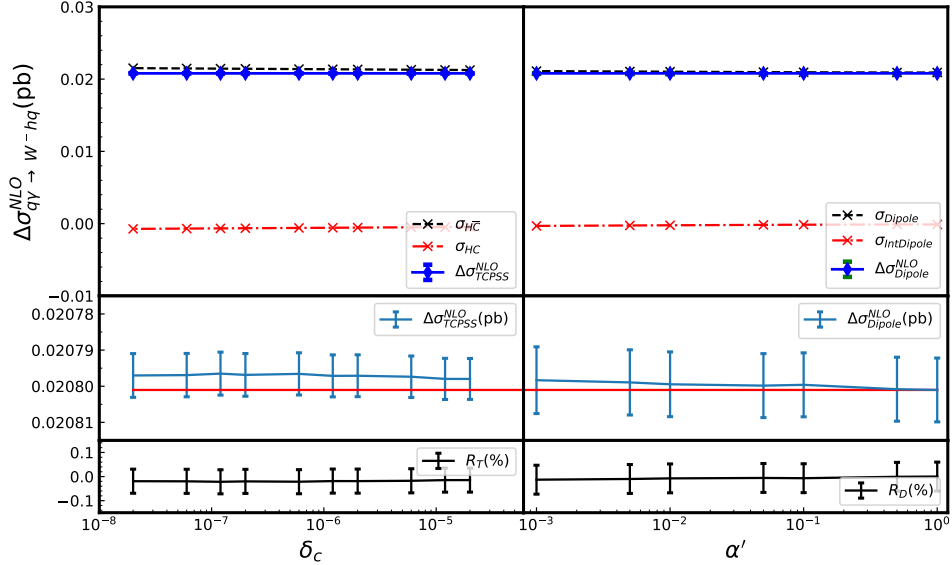 Δσ^{NLO}_{qγ → W^-hq}(pb)
0.03
0.02
0.01
0.00
−0.01
σ_{H\overline{C}}
σ_{HC}
Δσ^{NLO}_{TCPSS}
σ_{Dipole}
σ_{IntDipole}
Δσ^{NLO}_{Dipole}
0.02078
0.02079
0.02080
0.02081
Δσ^{NLO}_{TCPSS}(pb)
Δσ^{NLO}_{Dipole}(pb)
0.1
0.0
−0.1
R_T(%)
R_D(%)
10^{−8} 10^{−7} 10^{−6} 10^{−5} 10^{−3} 10^{−2} 10^{−1} 10^0
δ_c α′